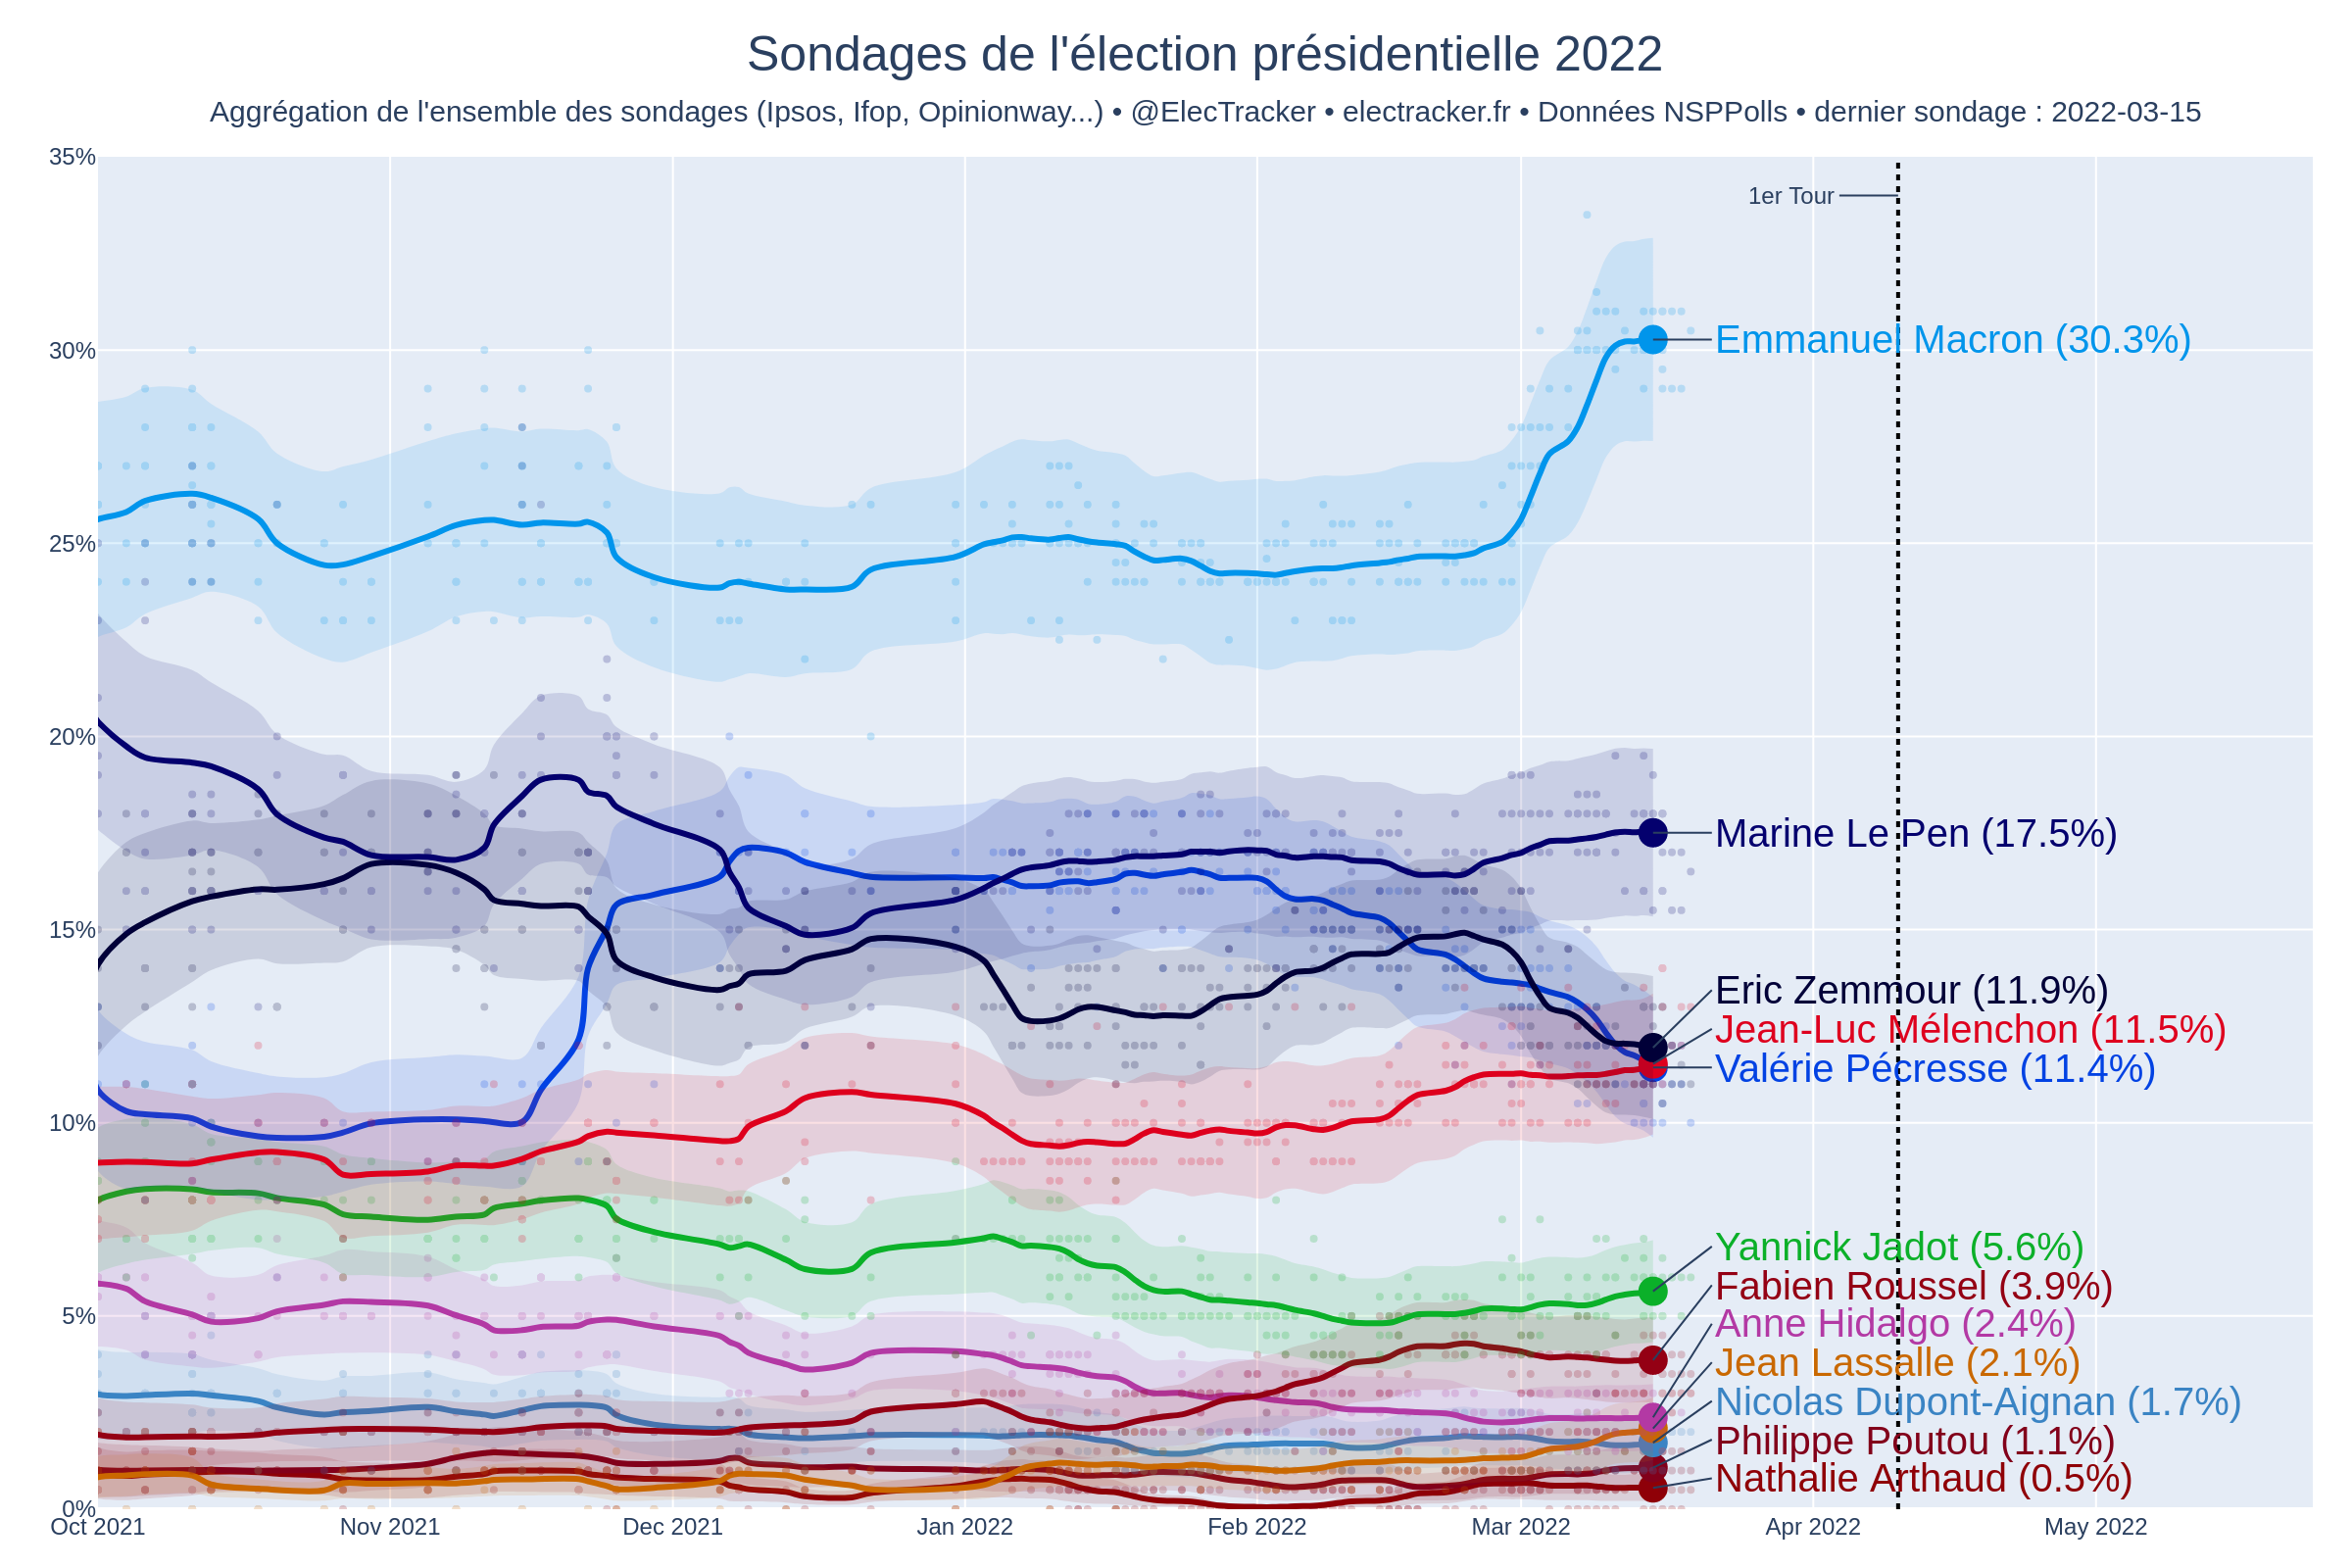 Sondages de l'élection présidentielle 2022
Aggrégation de l'ensemble des sondages (Ipsos, Ifop, Opinionway...) • @ElecTracker • electracker.fr • Données NSPPolls • dernier sondage : 2022-03-15
35%
1er Tour
30%
Emmanuel Macron (30.3%)
25%
20%
Marine Le Pen (17.5%)
15%
Eric Zemmour (11.9%)
Jean-Luc Mélenchon (11.5%)
Valérie Pécresse (11.4%)
10%
Yannick Jadot (5.6%)
Fabien Roussel (3.9%)
5%
Anne Hidalgo (2.4%)
Jean Lassalle (2.1%)
Nicolas Dupont-Aignan (1.7%)
Philippe Poutou (1.1%)
Nathalie Arthaud (0.5%)
0%
Oct 2021 Nov 2021 Dec 2021 Jan 2022 Feb 2022 Mar 2022 Apr 2022 May 2022